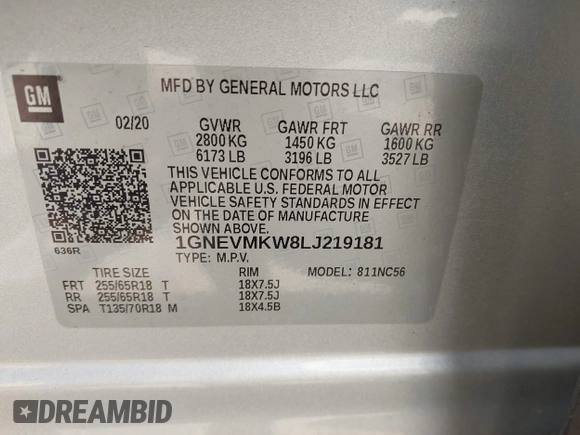 GM
MFD BY GENERAL MOTORS LLC
02/20 GVWR GAWR FRT GAWR RR
2800 KG 1450 KG 1600 KG
6173 LB 3196 LB 3527 LB
THIS VEHICLE CONFORMS TO ALL
APPLICABLE U.S. FEDERAL MOTOR
VEHICLE SAFETY STANDARDS IN EFFECT
ON THE DATE OF MANUFACTURE
SHOWN ABOVE.
636R
1GNEVMKW8LJ219181
TYPE: M.P.V.
TIRE SIZE RIM MODEL: 811NC56
FRT 255/65R18 T 18X7.5J
RR 255/65R18 T 18X7.5J
SPA T135/70R18 M 18X4.5B
DREAMBID